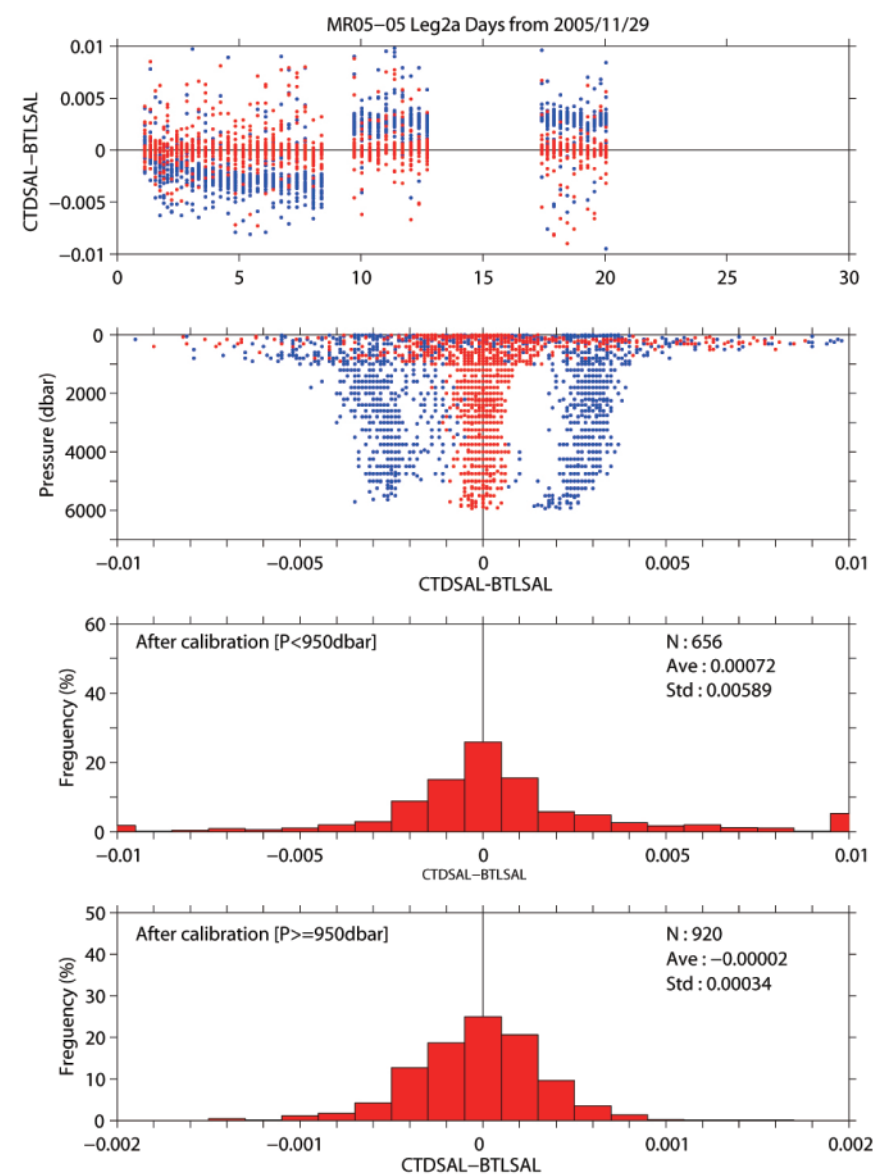 MR05−05 Leg2a Days from 2005/11/29
0.01
0.005
0
−0.005
−0.01
CTDSAL−BTLSAL
0 5 10 15 20 25 30
0
2000
4000
6000
Pressure (dbar)
−0.01 −0.005 0 0.005 0.01
CTDSAL-BTLSAL
60
40
20
0
Freguency (%)
After calibration [P<950dbar]
N : 656
Ave : 0.00072
Std : 0.00589
−0.01 −0.005 0 0.005 0.01
CTDSAL−BTLSAL
50
40
30
20
10
0
Freguency (%)
After calibration [P>=950dbar]
N : 920
Ave : −0.00002
Std : 0.00034
−0.002 −0.001 0 0.001 0.002
CTDSAL−BTLSAL